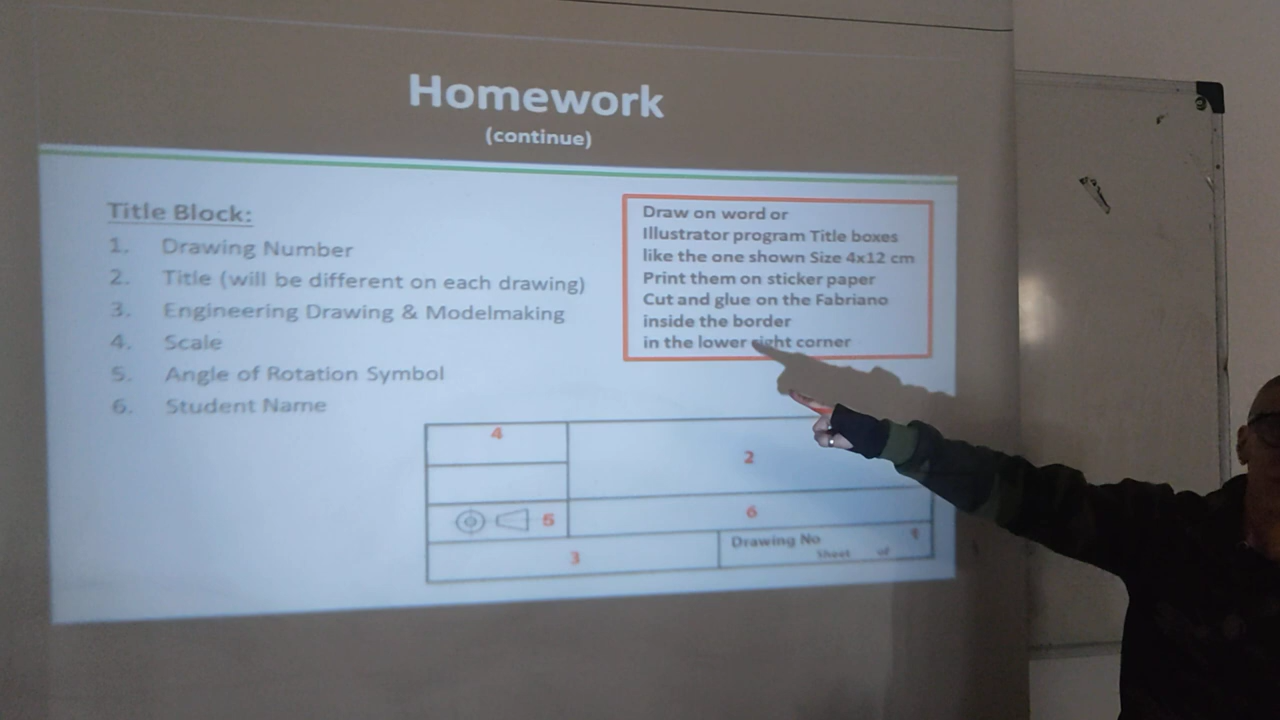 Homework
(continue)
Title Block:
1. Drawing Number
2. Title (will be different on each drawing)
3. Engineering Drawing & Modelmaking
4. Scale
5. Angle of Rotation Symbol
6. Student Name
Draw on word or
Illustrator program Title boxes
like the one shown Size 4x12 cm
Print them on sticker paper
Cut and glue on the Fabriano
inside the border
in the lower right corner
4
2
5
6
3
Drawing No 1
Sheet of